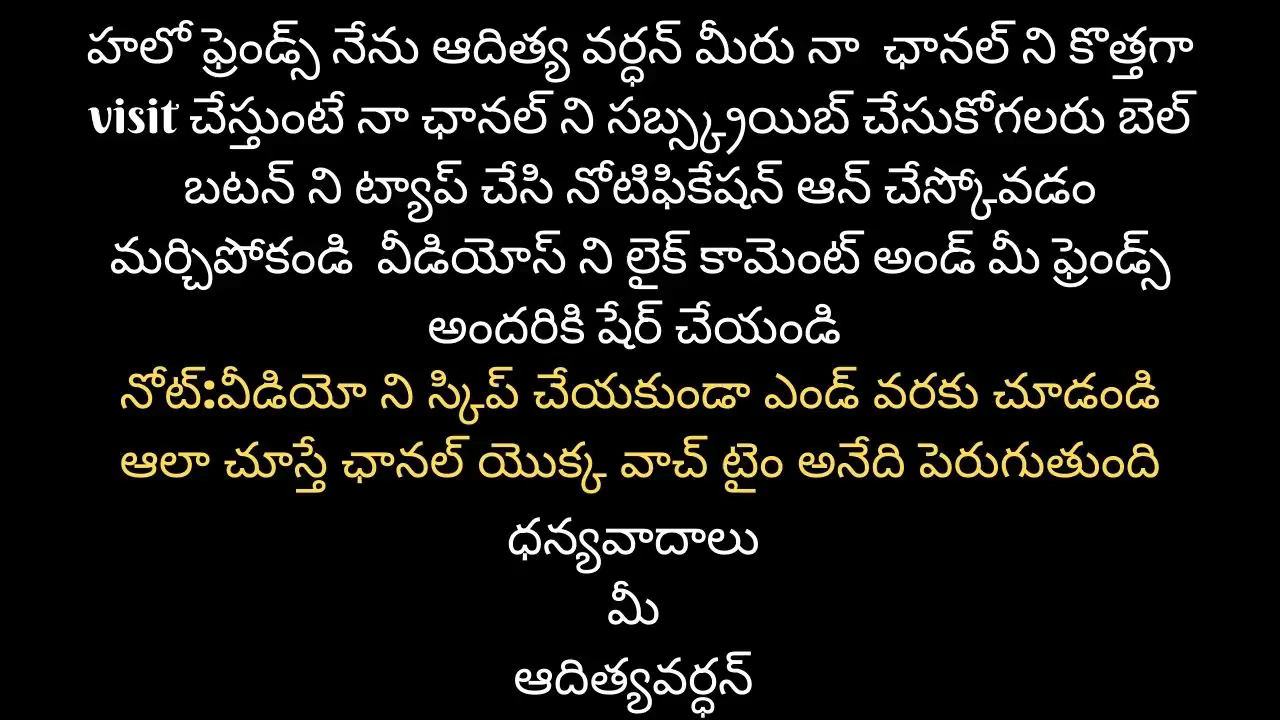 హలో ఫ్రెండ్స్ నేను ఆదిత్య వర్ధన్ మీరు నా ఛానల్ ని కొత్తగా
visit చేస్తుంటే నా ఛానల్ ని సబ్స్క్రయిబ్ చేసుకోగలరు బెల్
బటన్ ని ట్యాప్ చేసి నోటిఫికేషన్ ఆన్ చేస్కోవడం
మర్చిపోకండి వీడియోస్ ని లైక్ కామెంట్ అండ్ మీ ఫ్రెండ్స్
అందరికి షేర్ చేయండి
నోట్:వీడియో ని స్కిప్ చేయకుండా ఎండ్ వరకు చూడండి
ఆలా చూస్తే ఛానల్ యొక్క వాచ్ టైం అనేది పెరుగుతుంది
ధన్యవాదాలు
మీ
ఆదిత్యవర్ధన్